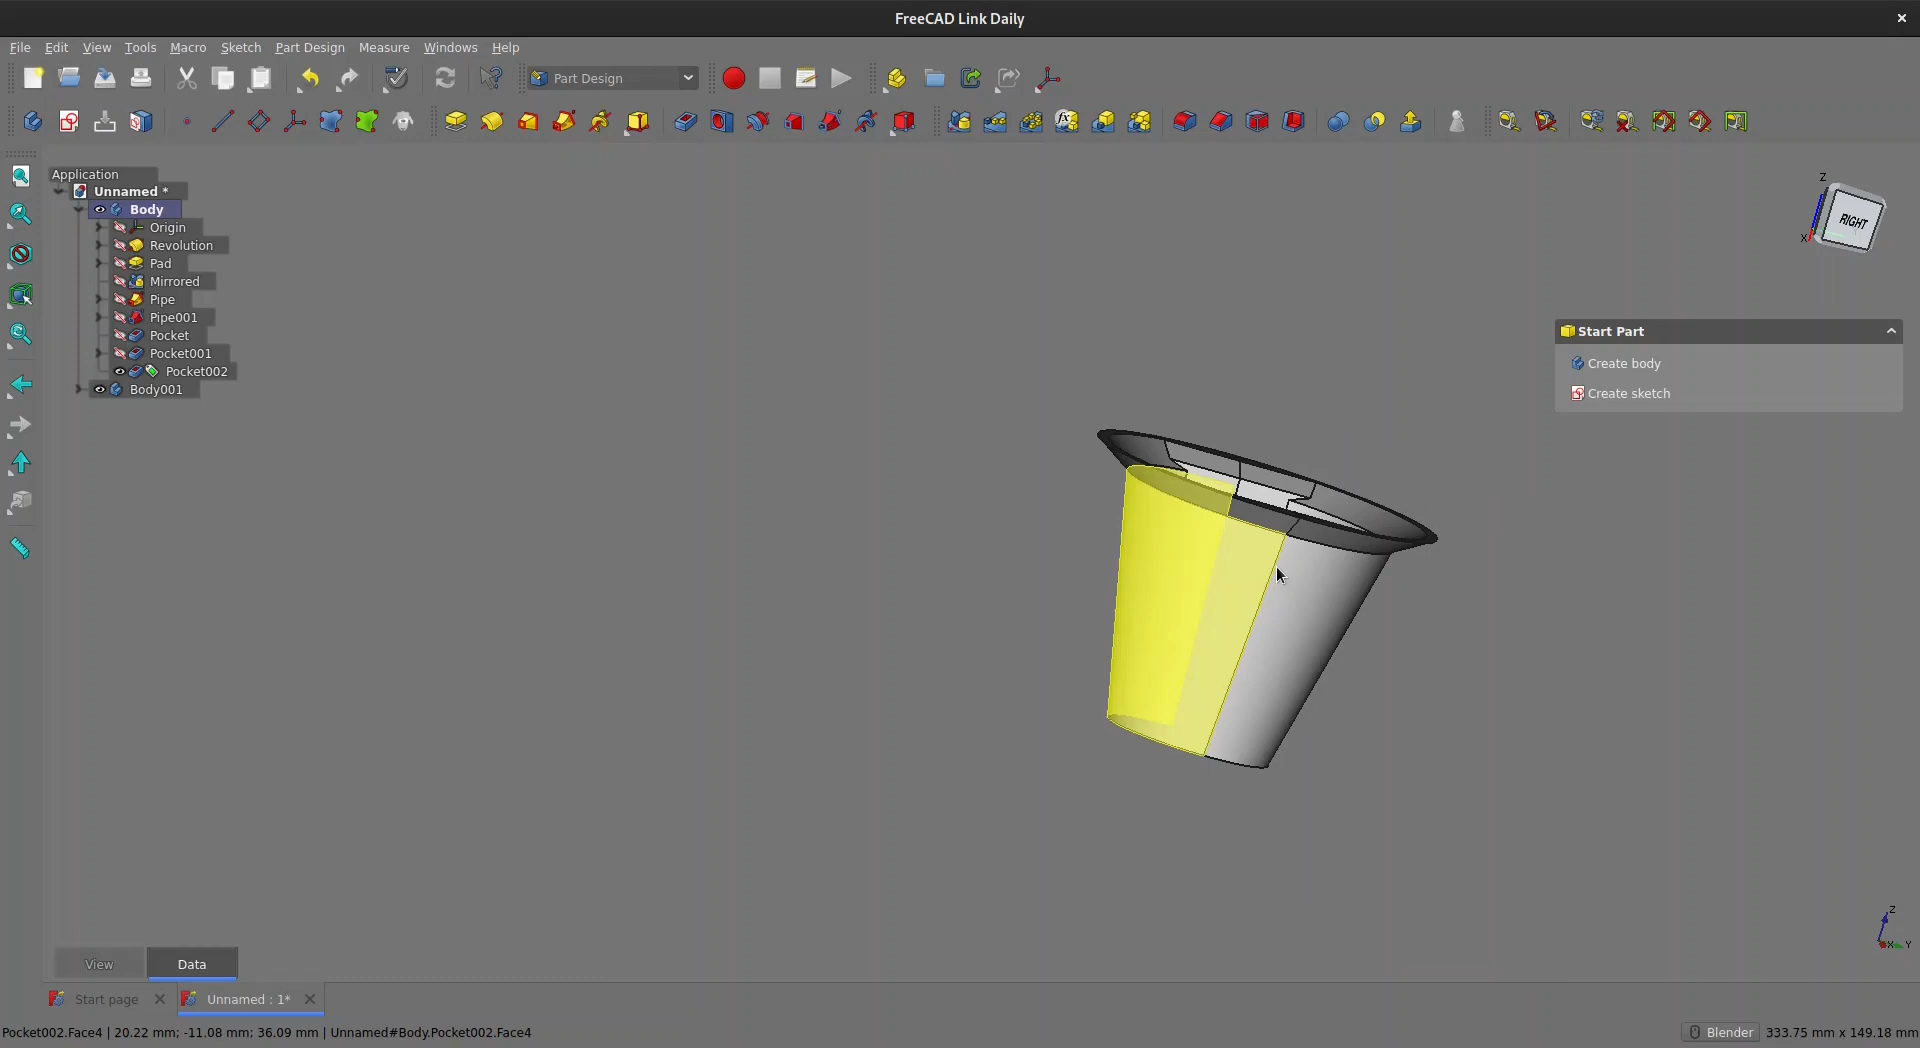 FreeCAD Link Daily
File Edit View Tools Macro Sketch Part Design Measure Windows Help
Part Design
Application
Unnamed *
Body
Origin
Revolution
Pad
Mirrored
Pipe
Pipe001
Pocket
Pocket001
Pocket002
Body001
Z
X
RIGHT
Start Part
Create body
Create sketch
Z
X Y
View Data
Start page Unnamed : 1*
Pocket002.Face4 | 20.22 mm; -11.08 mm; 36.09 mm | Unnamed#Body.Pocket002.Face4
Blender 333.75 mm x 149.18 mm